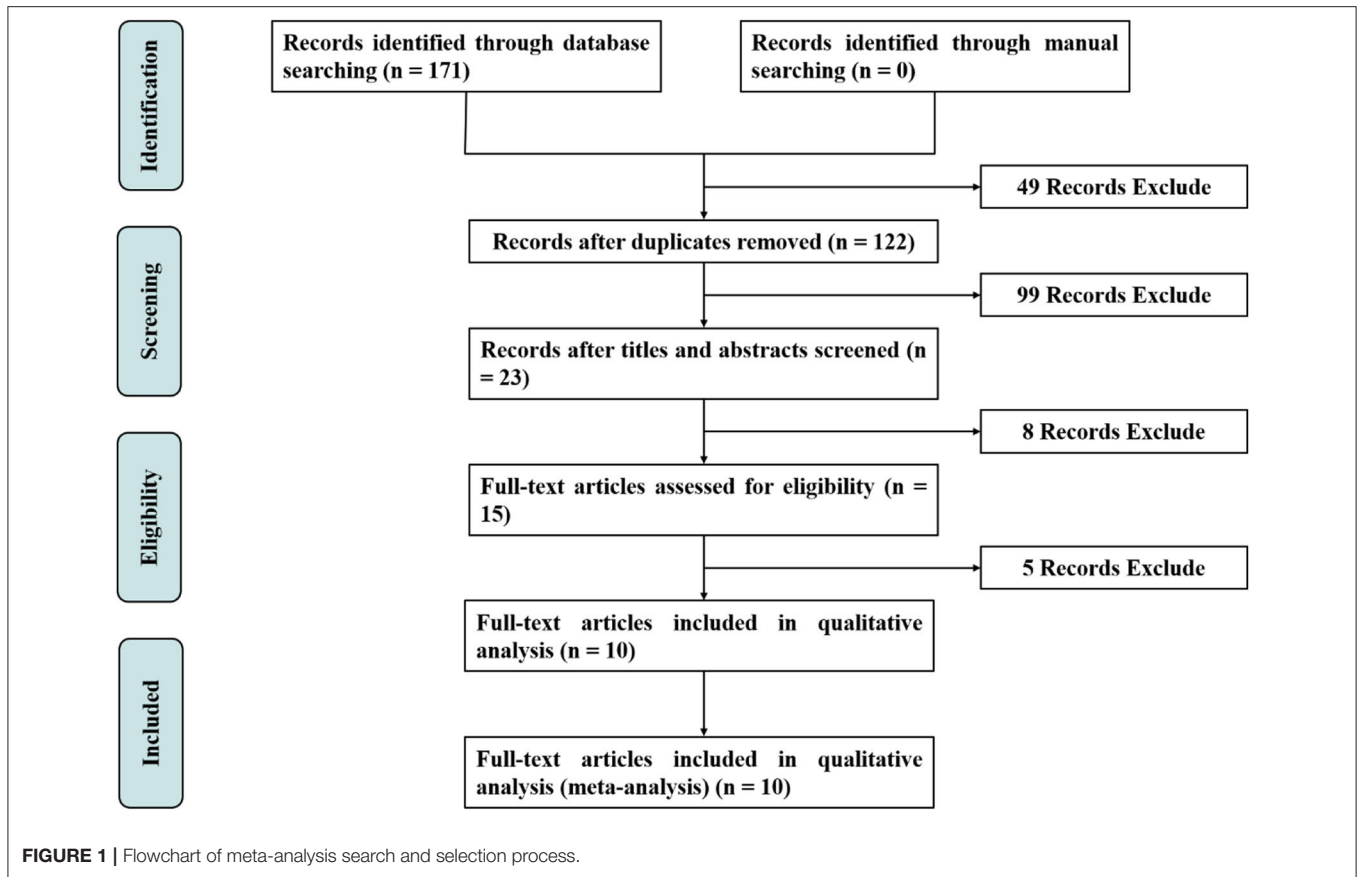 Identification
Records identified through database
searching (n = 171)
Records identified through manual
searching (n = 0)
49 Records Exclude
Screening
Records after duplicates removed (n = 122)
99 Records Exclude
Records after titles and abstracts screened (n
= 23)
8 Records Exclude
Eligibility
Full-text articles assessed for eligibility (n =
15)
5 Records Exclude
Included
Full-text articles included in qualitative
analysis (n = 10)
Full-text articles included in qualitative
analysis (meta-analysis) (n = 10)
FIGURE 1 | Flowchart of meta-analysis search and selection process.